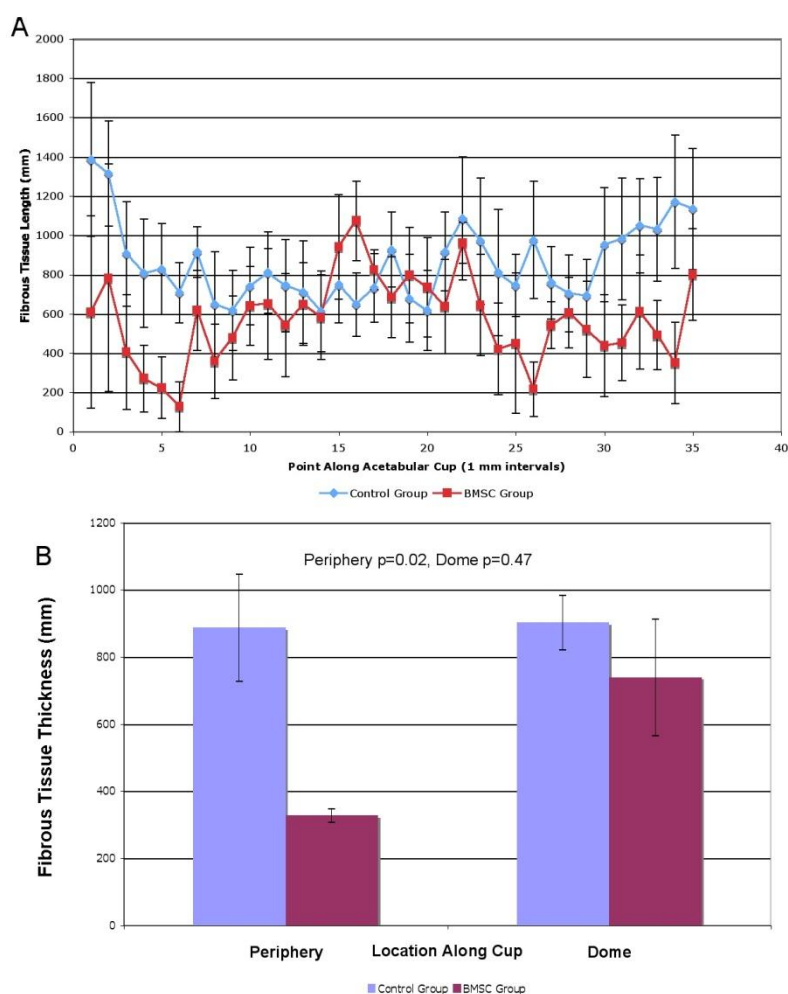 A
2000
1800
1600
1400
1200
1000
800
600
400
200
0
Fibrous Tissue Length (mm)
0 5 10 15 20 25 30 35 40
Point Along Acetabular Cup (1 mm intervals)
Control Group BMSC Group
B
1200
1000
800
600
400
200
0
Fibrous Tissue Thickness (mm)
Periphery p=0.02, Dome p=0.47
Periphery Location Along Cup Dome
Control Group BMSC Group